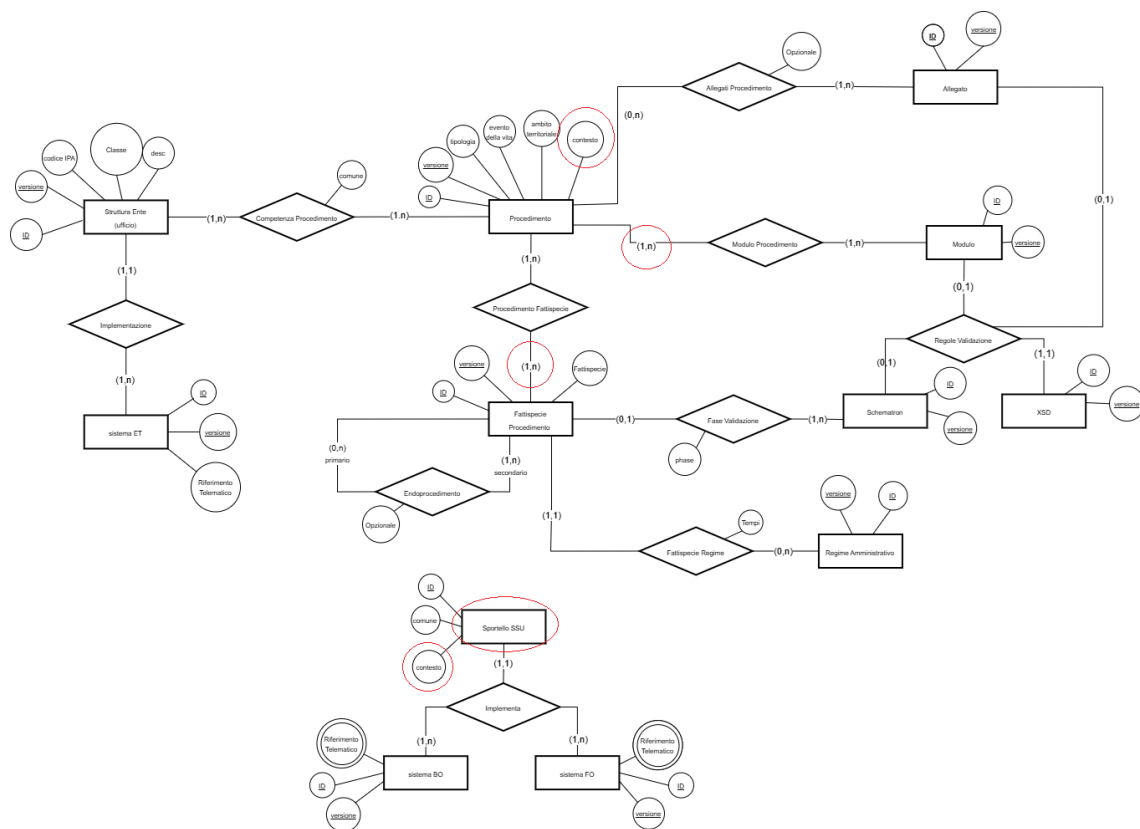 ID
versione
Opzionale
Allegati Procedimento
(1,n)
Allegato
(0,n)
evento
della vita
ambito
territoriale
tipologia
contesto
Classe
codice IPA
desc
versione
versione
comune
ID
ID
(0,1)
Struttura Ente
(ufficio)
(1,n)
Competenza Procedimento
(1,n)
Procedimento
ID
versione
(1,n)
Modulo Procedimento
(1,n)
Modulo
(1,1)
(1,n)
(0,1)
Implementazione
Procedimento Fattispecie
Regole Validazione
(1,n)
(1,n)
(0,1)
(1,1)
versione
Fattispecie
ID
ID
ID
ID
versione
sistema ET
Fattispecie
Procedimento
(0,1)
Fase Validazione
(1,n)
Schematron
versione
XSD
versione
(0,n)
primario
(1,n)
secondario
phase
Riferimento
Telematico
Endoprocedimento
versione
ID
(1,1)
Opzionale
Tempi
Fattispecie Regime
(0,n)
Regime Amministrativo
ID
comune
Sportello SSU
contesto
(1,1)
Implementa
Riferimento
Telematico
(1,n)
(1,n)
Riferimento
Telematico
sistema BO
sistema FO
ID
ID
versione
versione